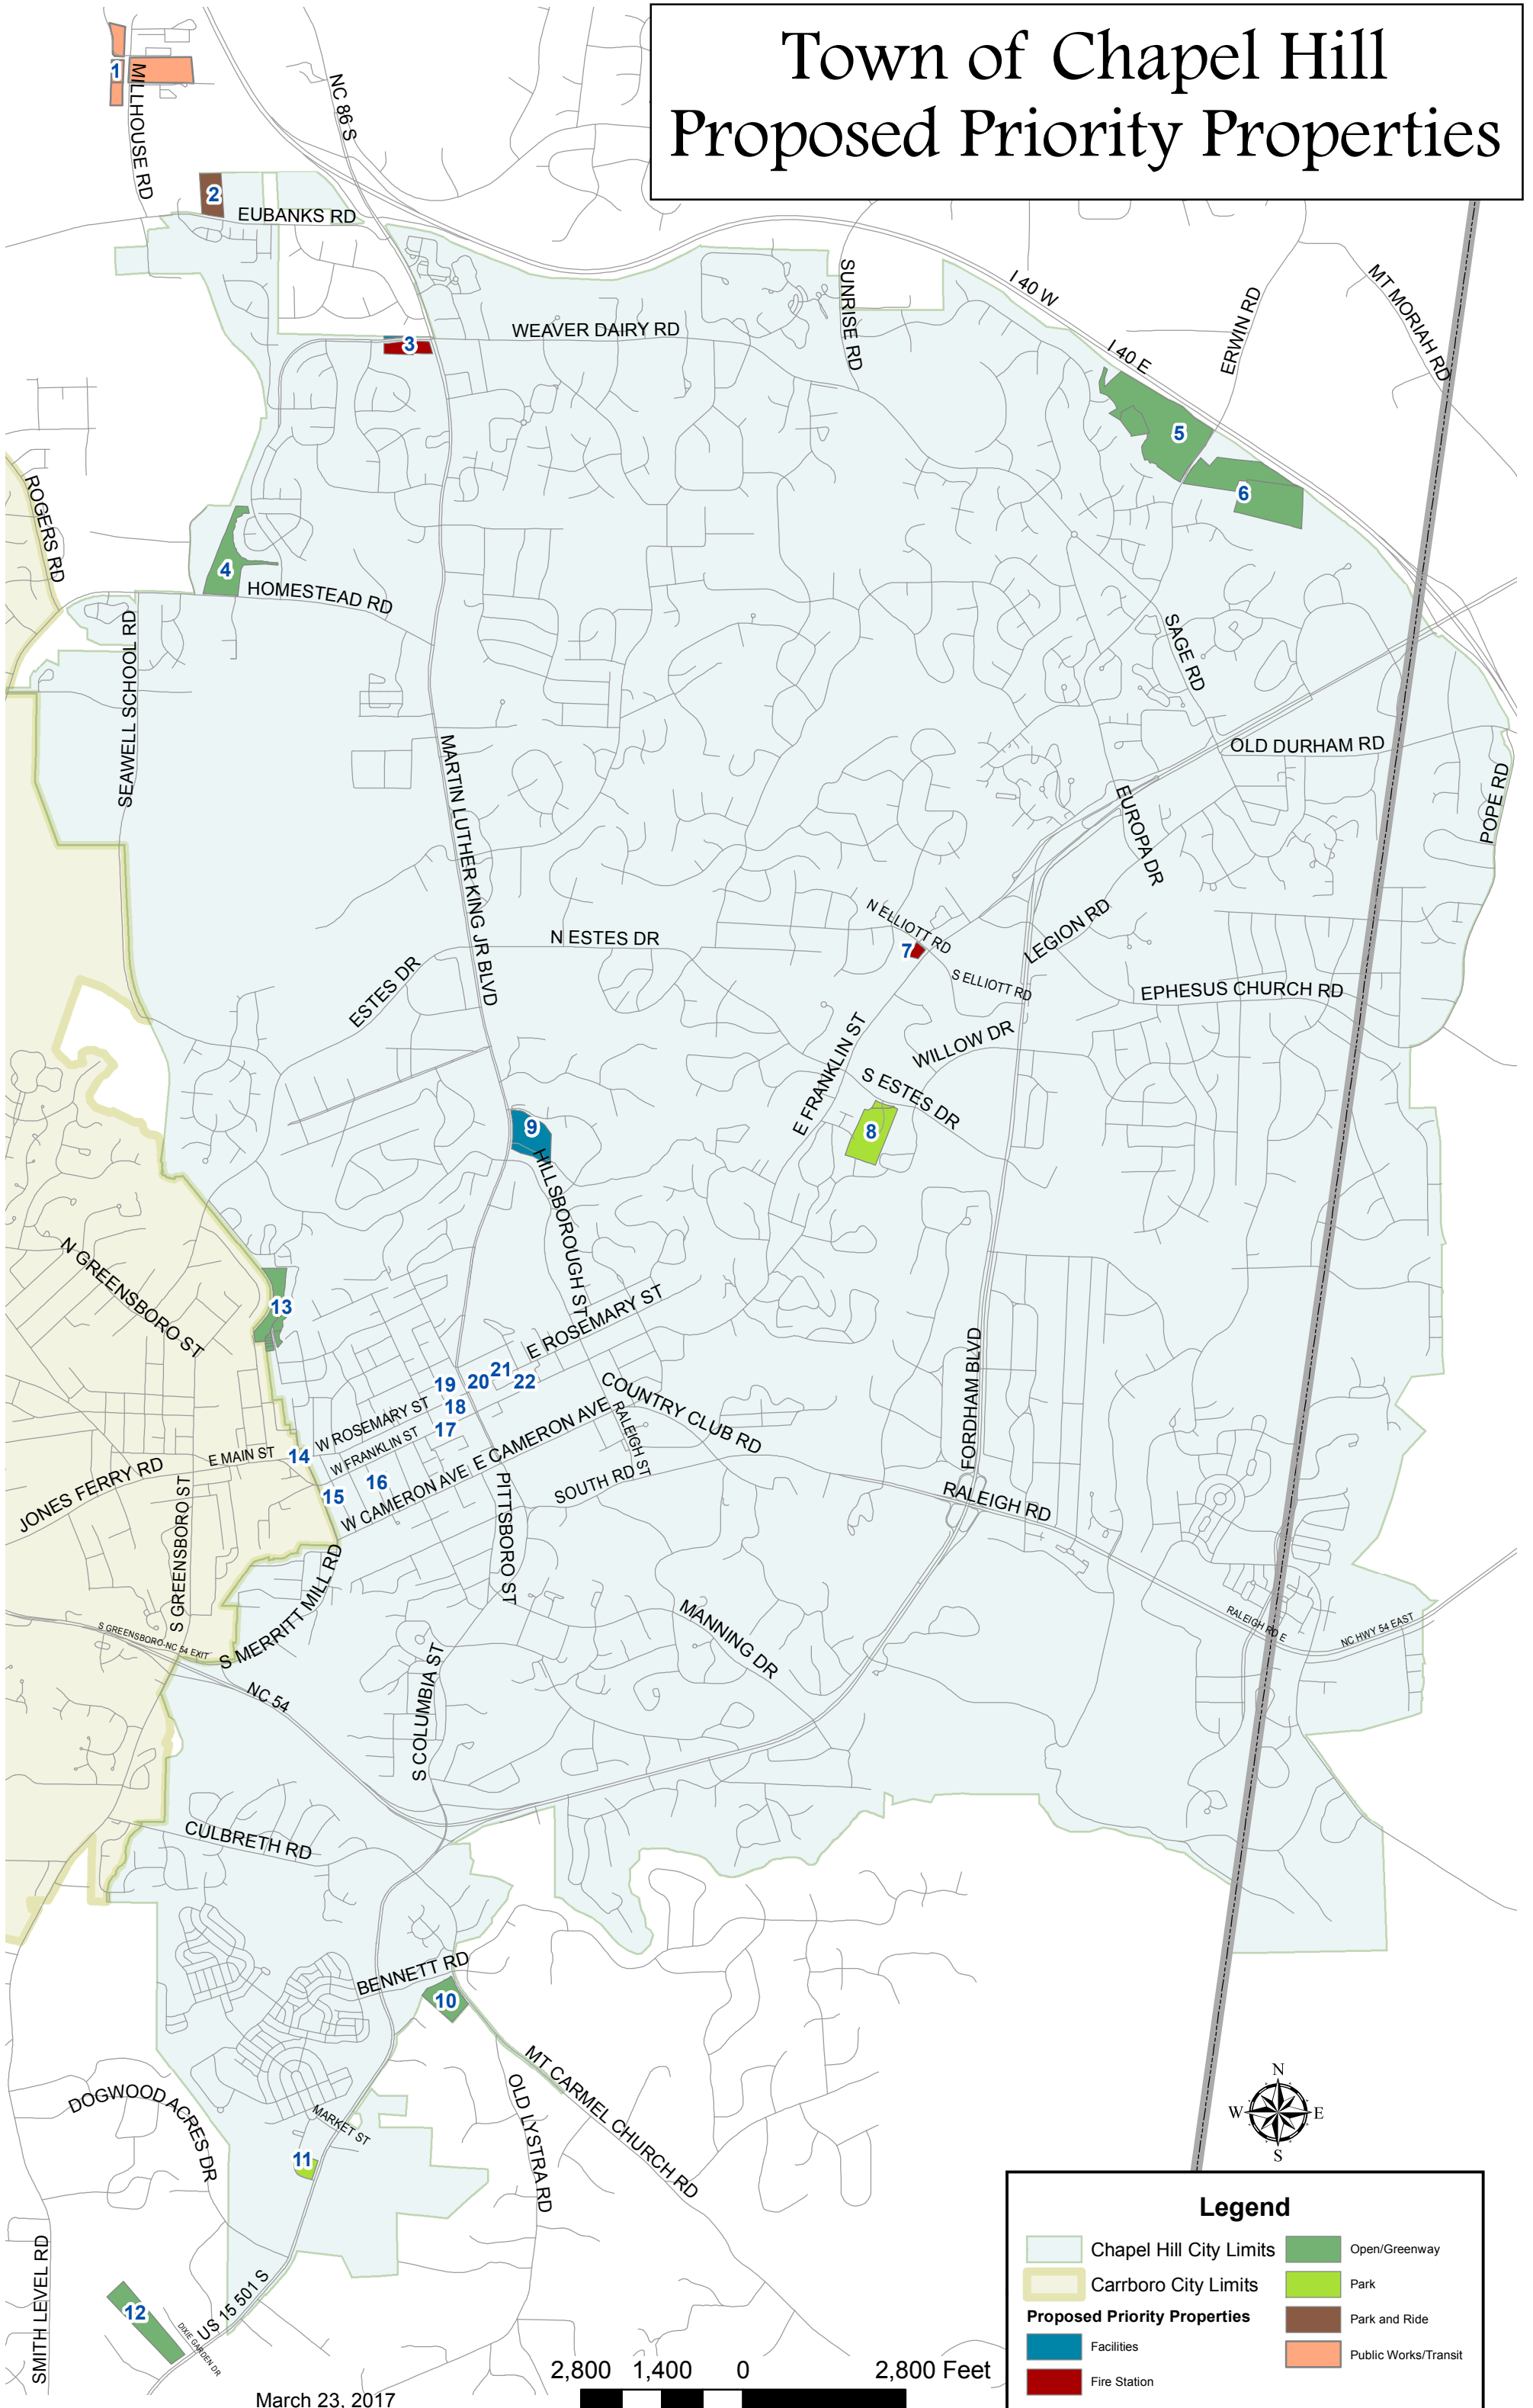 Town of Chapel Hill
Proposed Priority Properties
1
MILLHOUSE RD
NC 86 S
2
EUBANKS RD
3
WEAVER DAIRY RD
SUNRISE RD
I 40 W
I 40 E
ERWIN RD
MT MORIAH RD
5
6
ROGERS RD
4
HOMESTEAD RD
SEAWELL SCHOOL RD
SAGE RD
OLD DURHAM RD
POPE RD
MARTIN LUTHER KING JR BLVD
EUROPA DR
N ELLIOTT RD
7
LEGION RD
N ESTES DR
ESTES DR
S ELLIOTT RD
EPHESUS CHURCH RD
E FRANKLIN ST
WILLOW DR
S ESTES DR
8
9
HILLSBOROUGH ST
N GREENSBORO ST
13
E ROSEMARY ST
21
19
20
22
18
17
COUNTRY CLUB RD
FORDHAM BLVD
W ROSEMARY ST
W FRANKLIN ST
E CAMERON AVE
RALEIGH ST
14
E MAIN ST
JONES FERRY RD
16
15
W CAMERON AVE
SOUTH RD
RALEIGH RD
S GREENSBORO ST
PITTSBORO ST
S MERRITT MILL RD
MANNING DR
RALEIGH RD E
NC HWY 54 EAST
S GREENSBORO-NC 54 EXIT
NC 54
S COLUMBIA ST
CULBRETH RD
BENNETT RD
10
MT CARMEL CHURCH RD
OLD LYSTRA RD
DOGWOOD ACRES DR
MARKET ST
11
N
W
E
S
SMITH LEVEL RD
12
US 15 501 S
DIXIE GARDEN DR
Legend
Chapel Hill City Limits
Carrboro City Limits
Proposed Priority Properties
Facilities
Fire Station
Open/Greenway
Park
Park and Ride
Public Works/Transit
2,800 1,400 0 2,800 Feet
March 23, 2017